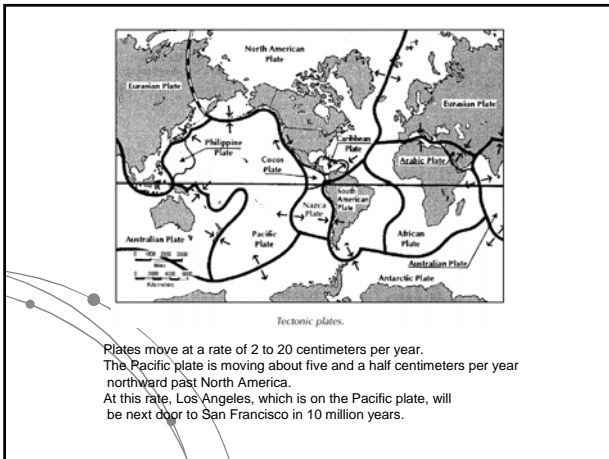 North American
Plate
Eurasian Plate
Eurasian Plate
Philippine
Plate
Caribbean
Plate
Arabic Plate
Cocos
Plate
South
American
Plate
Nazca
Plate
Pacific
Plate
African
Plate
Australian Plate
Australian Plate
Antarctic Plate
Miles
Kilometers
Tectonic plates.
Plates move at a rate of 2 to 20 centimeters per year.
The Pacific plate is moving about five and a half centimeters per year
northward past North America.
At this rate, Los Angeles, which is on the Pacific plate, will
be next door to San Francisco in 10 million years.